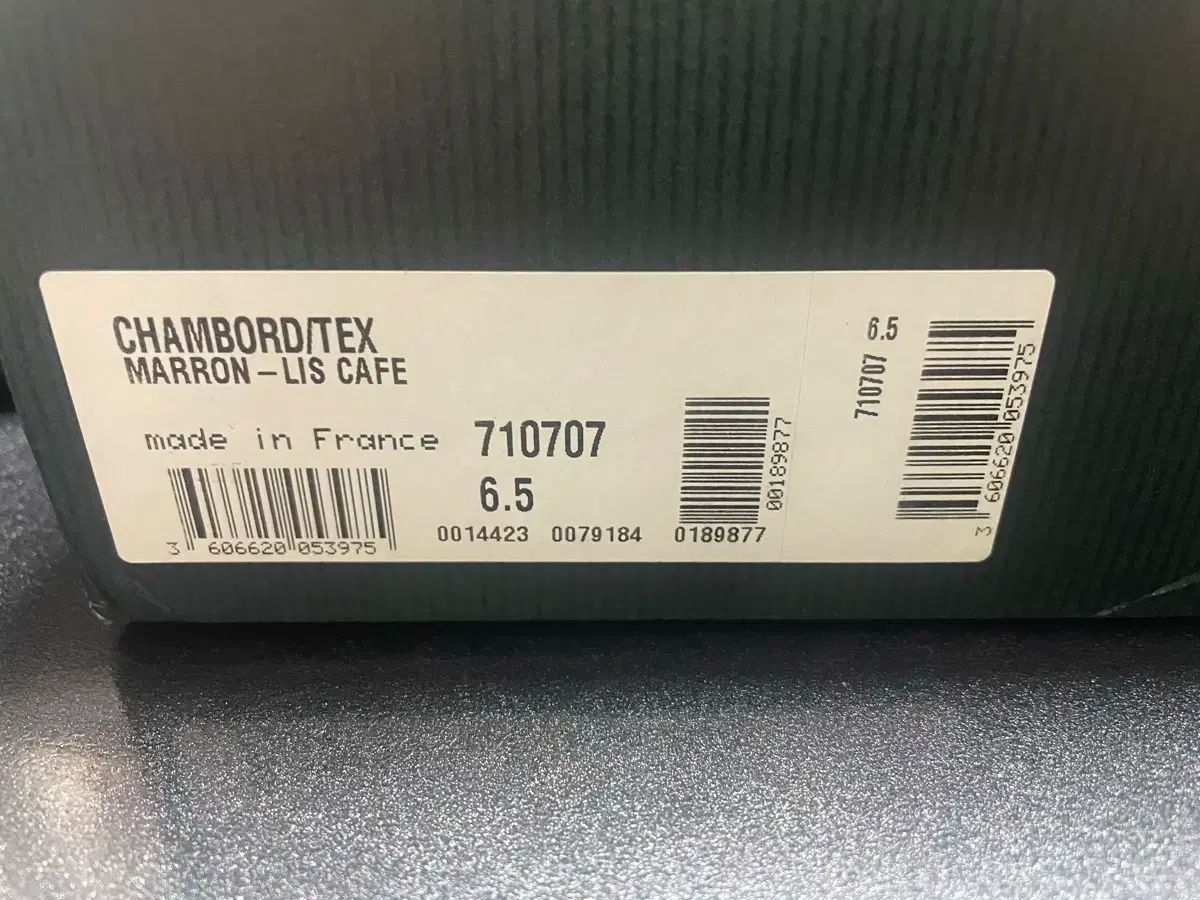 CHAMBORD/TEX
MARRON – LIS CAFE
made in France 710707
6.5
3 606620 053975
0014423 0079184 0189877
00189877
6.5
710707
3 606620 053975